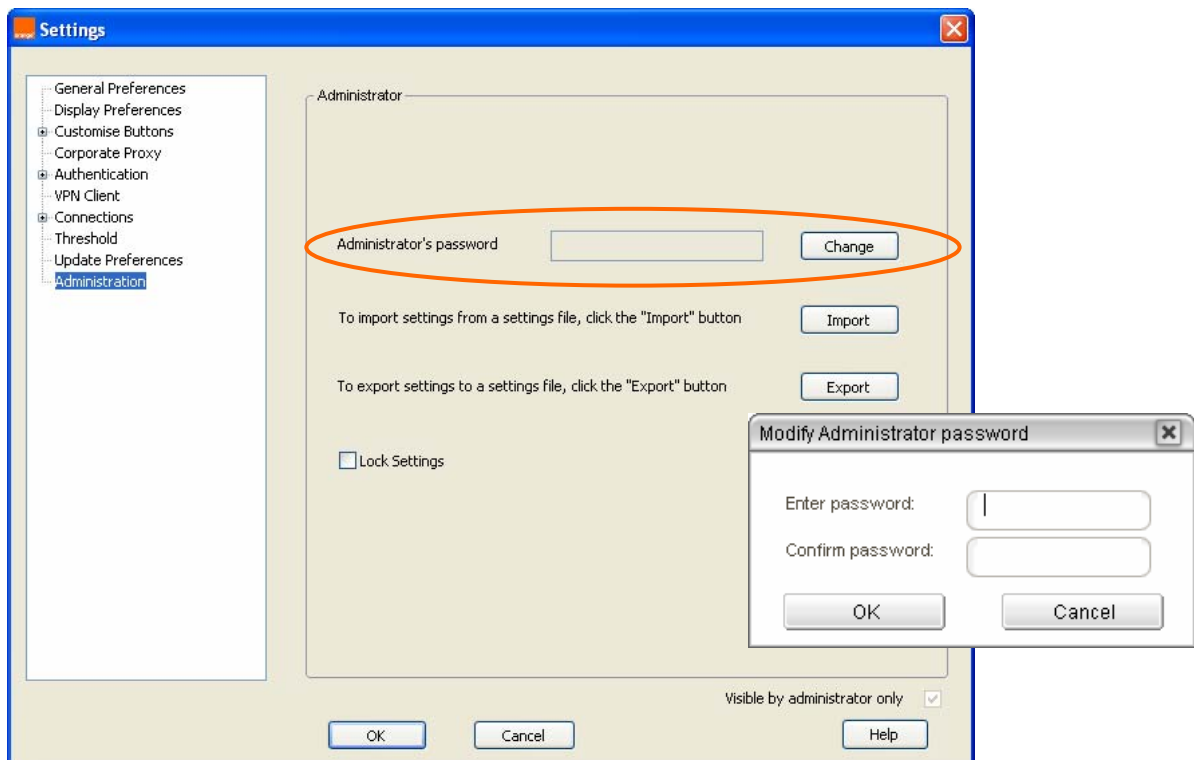 orange Settings
General Preferences
Display Preferences
Customise Buttons
Corporate Proxy
Authentication
VPN Client
Connections
Threshold
Update Preferences
Administration
Administrator
Administrator's password
Change
To import settings from a settings file, click the "Import" button
Import
To export settings to a settings file, click the "Export" button
Export
Lock Settings
Modify Administrator password
Enter password:
Confirm password:
OK Cancel
Visible by administrator only
OK Cancel Help